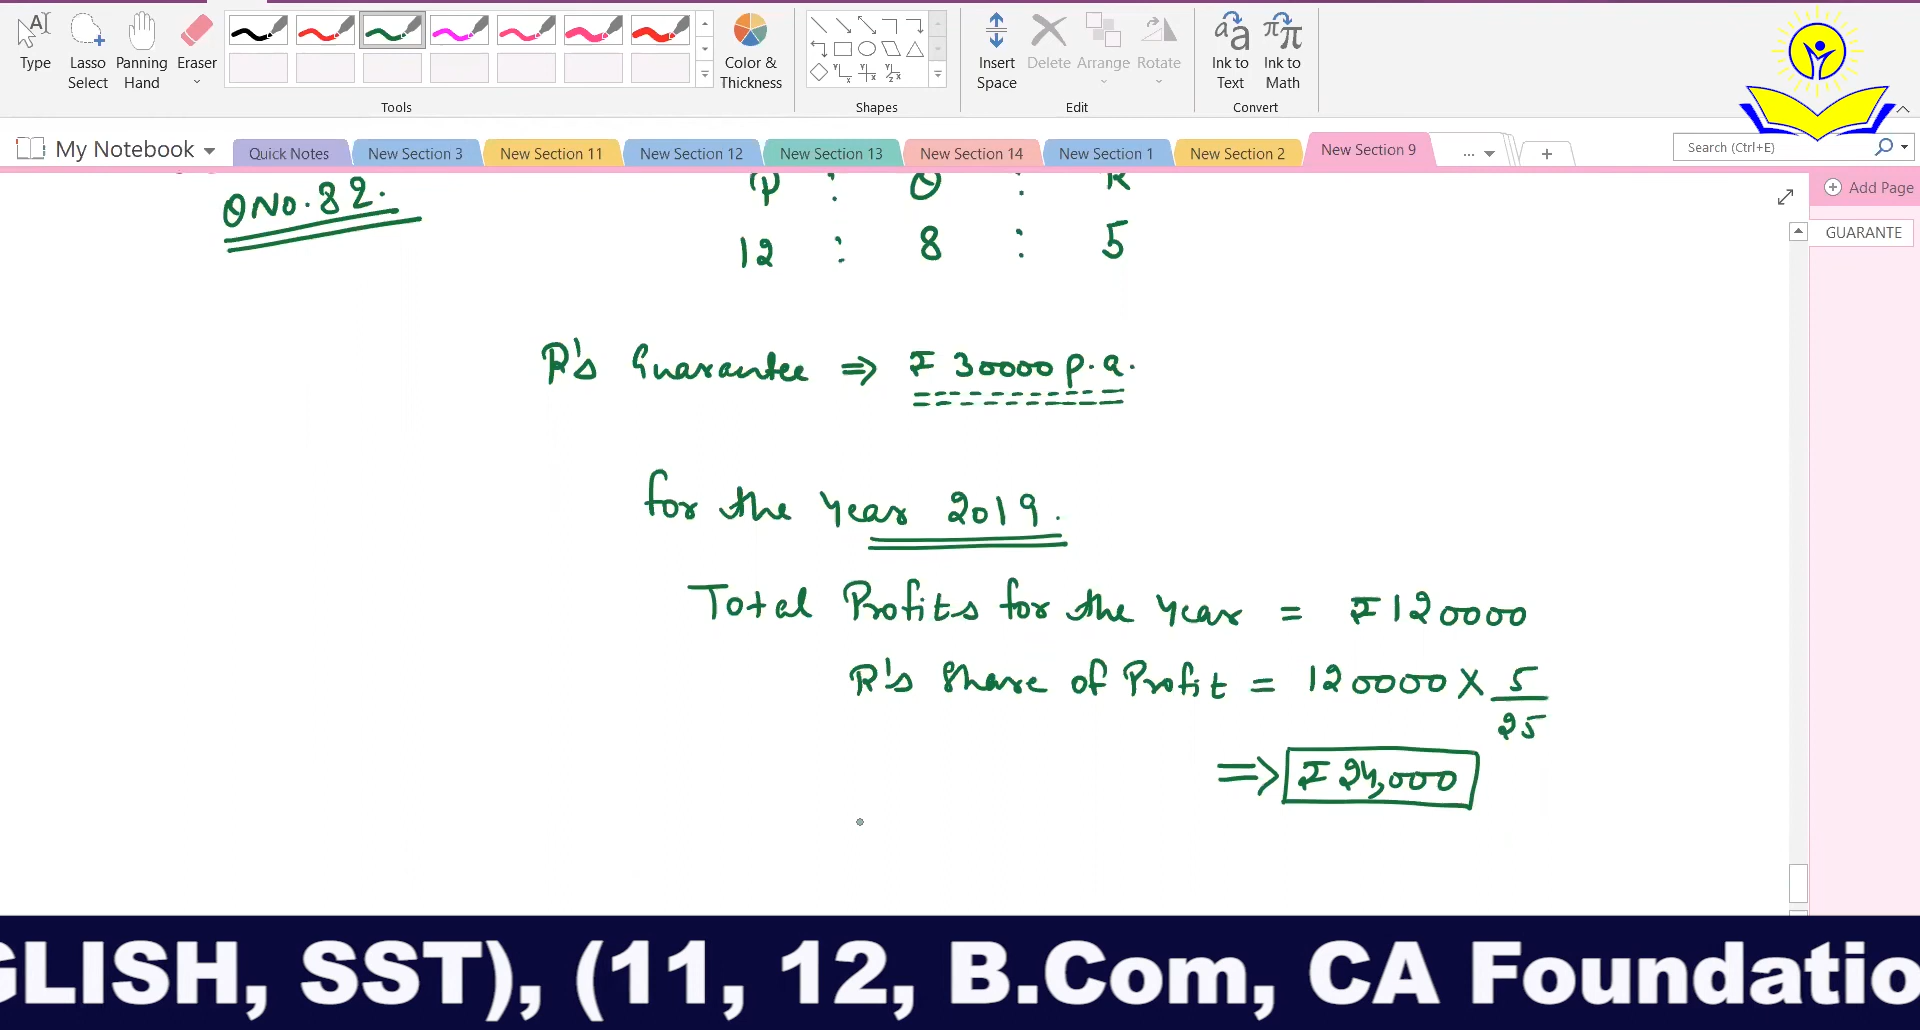 Type Lasso Select Panning Hand Eraser Color & Thickness Insert Space Delete Arrange Rotate Ink to Text Ink to Math
Tools Shapes Edit Convert
My Notebook Quick Notes New Section 3 New Section 11 New Section 12 New Section 13 New Section 14 New Section 1 New Section 2 New Section 9 ... + Search (Ctrl+E)
Add Page
GUARANTE
QNo.82.
P : Q : R
12 : 8 : 5
R's Guarantee ⇒ ₹ 30000 p.a.
for the year 2019.
Total Profits for the year = ₹ 120000
R's Share of Profit = 120000 X 5/25
⇒ ₹ 24,000
GLISH, SST), (11, 12, B.Com, CA Foundatio